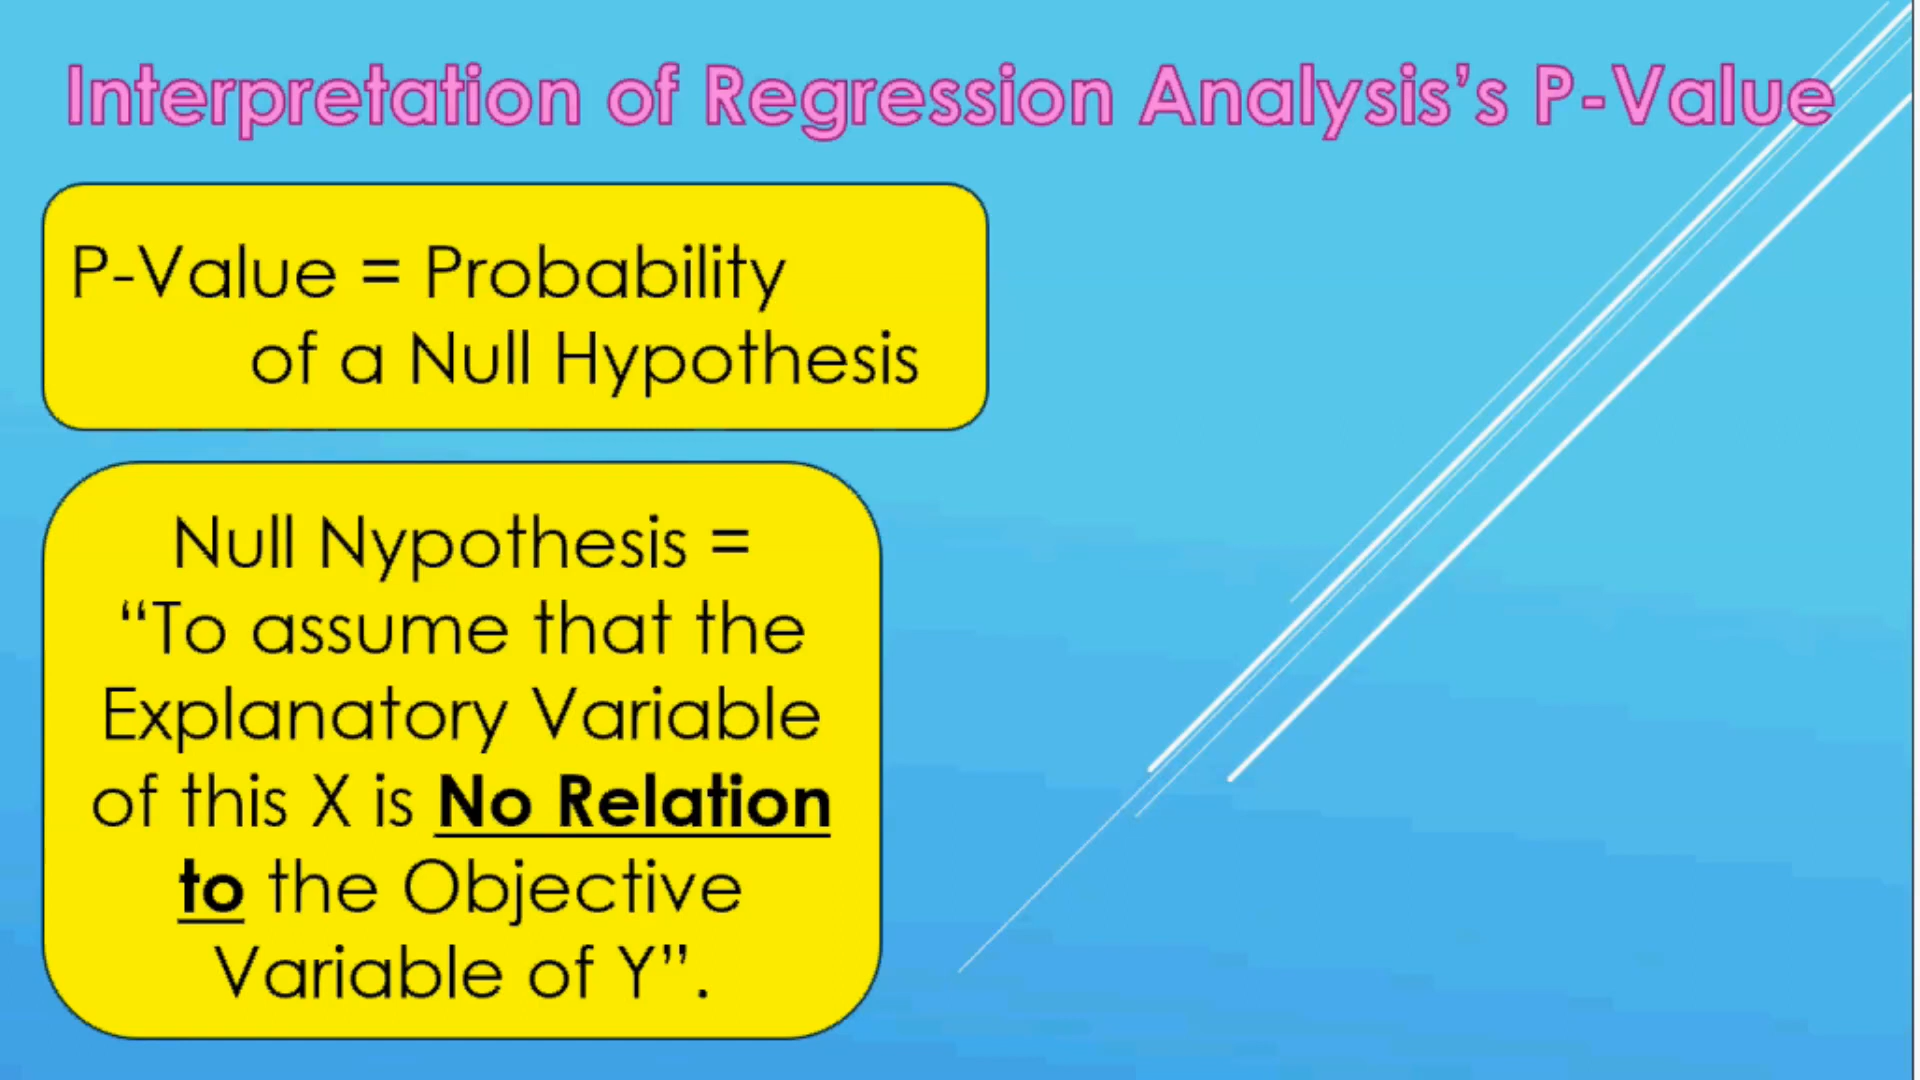 Interpretation of Regression Analysis’s P-Value
P-Value = Probability
of a Null Hypothesis
Null Nypothesis =
“To assume that the
Explanatory Variable
of this X is No Relation
to the Objective
Variable of Y”.